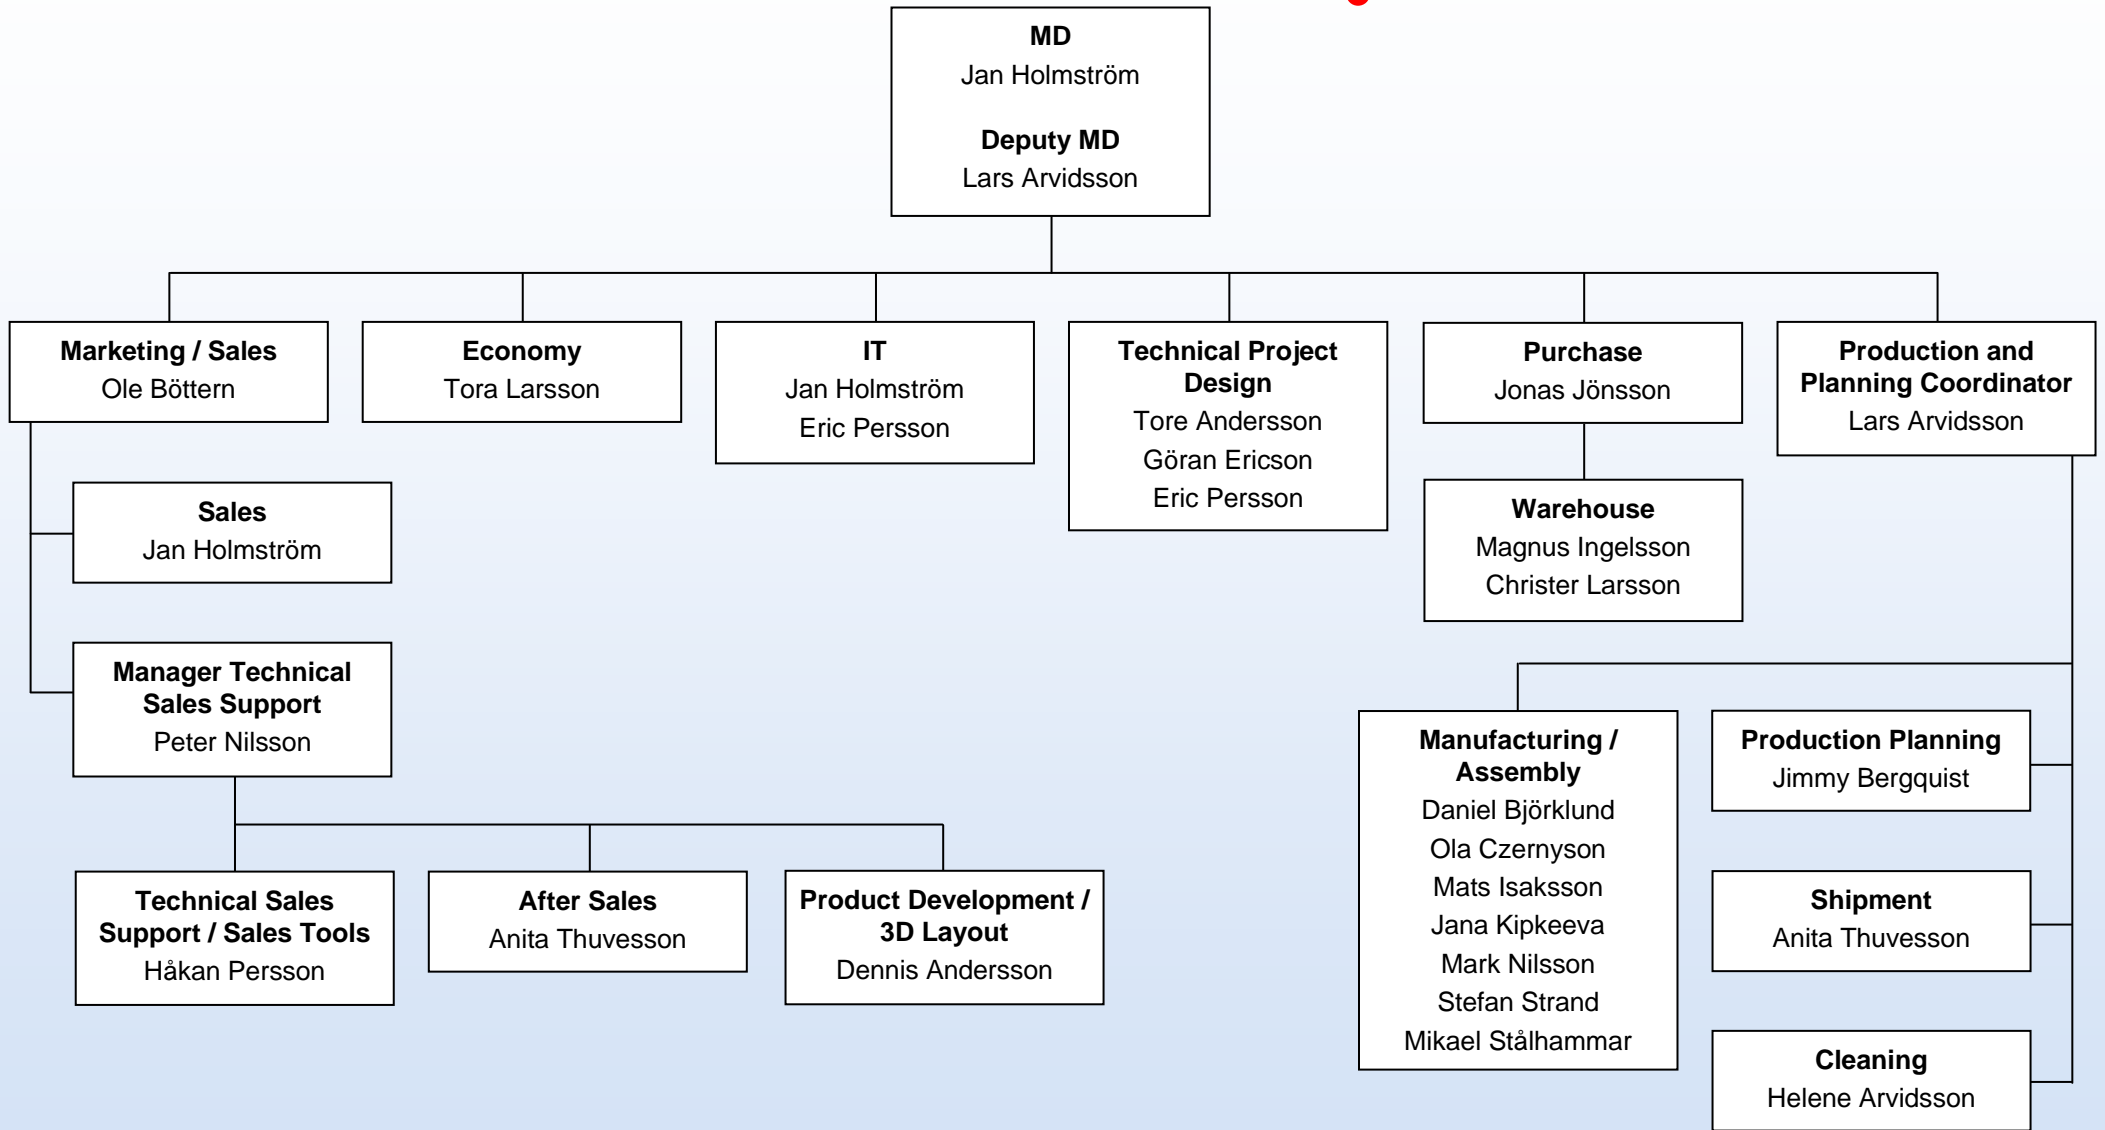 MD
Jan Holmström
Deputy MD
Lars Arvidsson
Marketing / Sales
Ole Böttern
Economy
Tora Larsson
IT
Jan Holmström
Eric Persson
Technical Project
Design
Tore Andersson
Göran Ericson
Eric Persson
Purchase
Jonas Jönsson
Production and
Planning Coordinator
Lars Arvidsson
Sales
Jan Holmström
Warehouse
Magnus Ingelsson
Christer Larsson
Manager Technical
Sales Support
Peter Nilsson
Manufacturing /
Assembly
Daniel Björklund
Ola Czernyson
Mats Isaksson
Jana Kipkeeva
Mark Nilsson
Stefan Strand
Mikael Stålhammar
Production Planning
Jimmy Bergquist
Technical Sales
Support / Sales Tools
Håkan Persson
After Sales
Anita Thuvesson
Product Development /
3D Layout
Dennis Andersson
Shipment
Anita Thuvesson
Cleaning
Helene Arvidsson